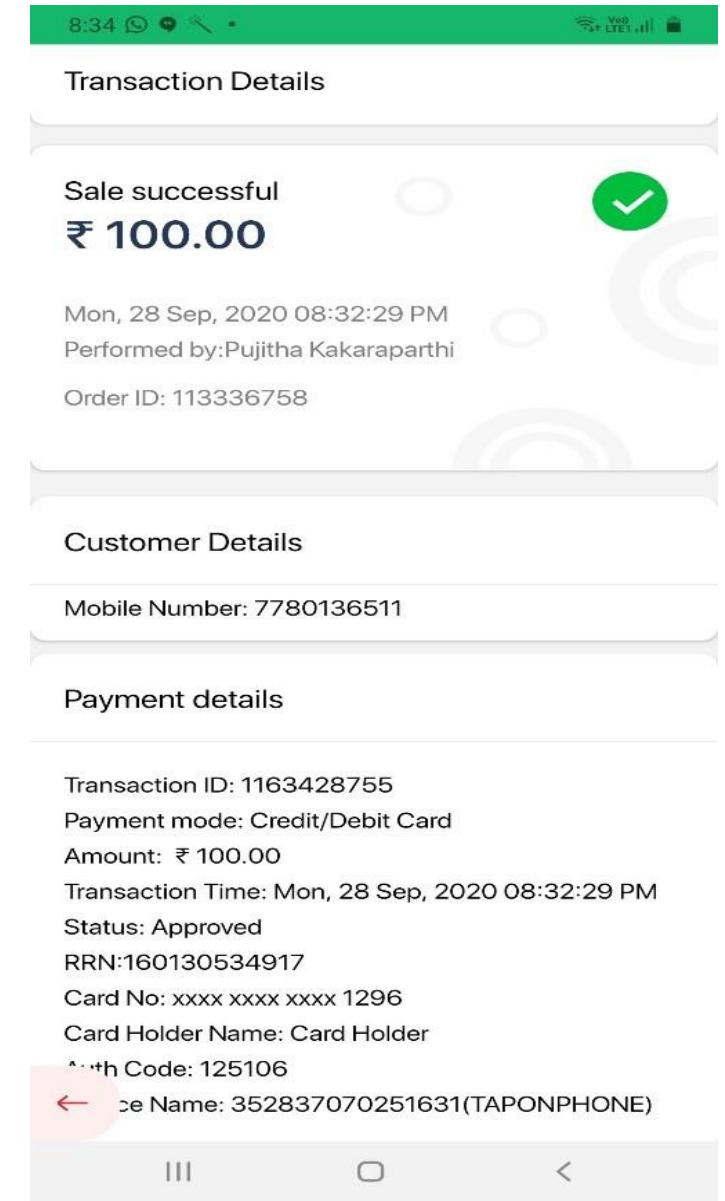 8:34
Vo))
LTE1
Transaction Details
Sale successful
₹ 100.00
Mon, 28 Sep, 2020 08:32:29 PM
Performed by:Pujitha Kakaraparthi
Order ID: 113336758
Customer Details
Mobile Number: 7780136511
Payment details
Transaction ID: 1163428755
Payment mode: Credit/Debit Card
Amount: ₹ 100.00
Transaction Time: Mon, 28 Sep, 2020 08:32:29 PM
Status: Approved
RRN:160130534917
Card No: xxxx xxxx xxxx 1296
Card Holder Name: Card Holder
Code: 125106
Name: 352837070251631(TAPONPHONE)